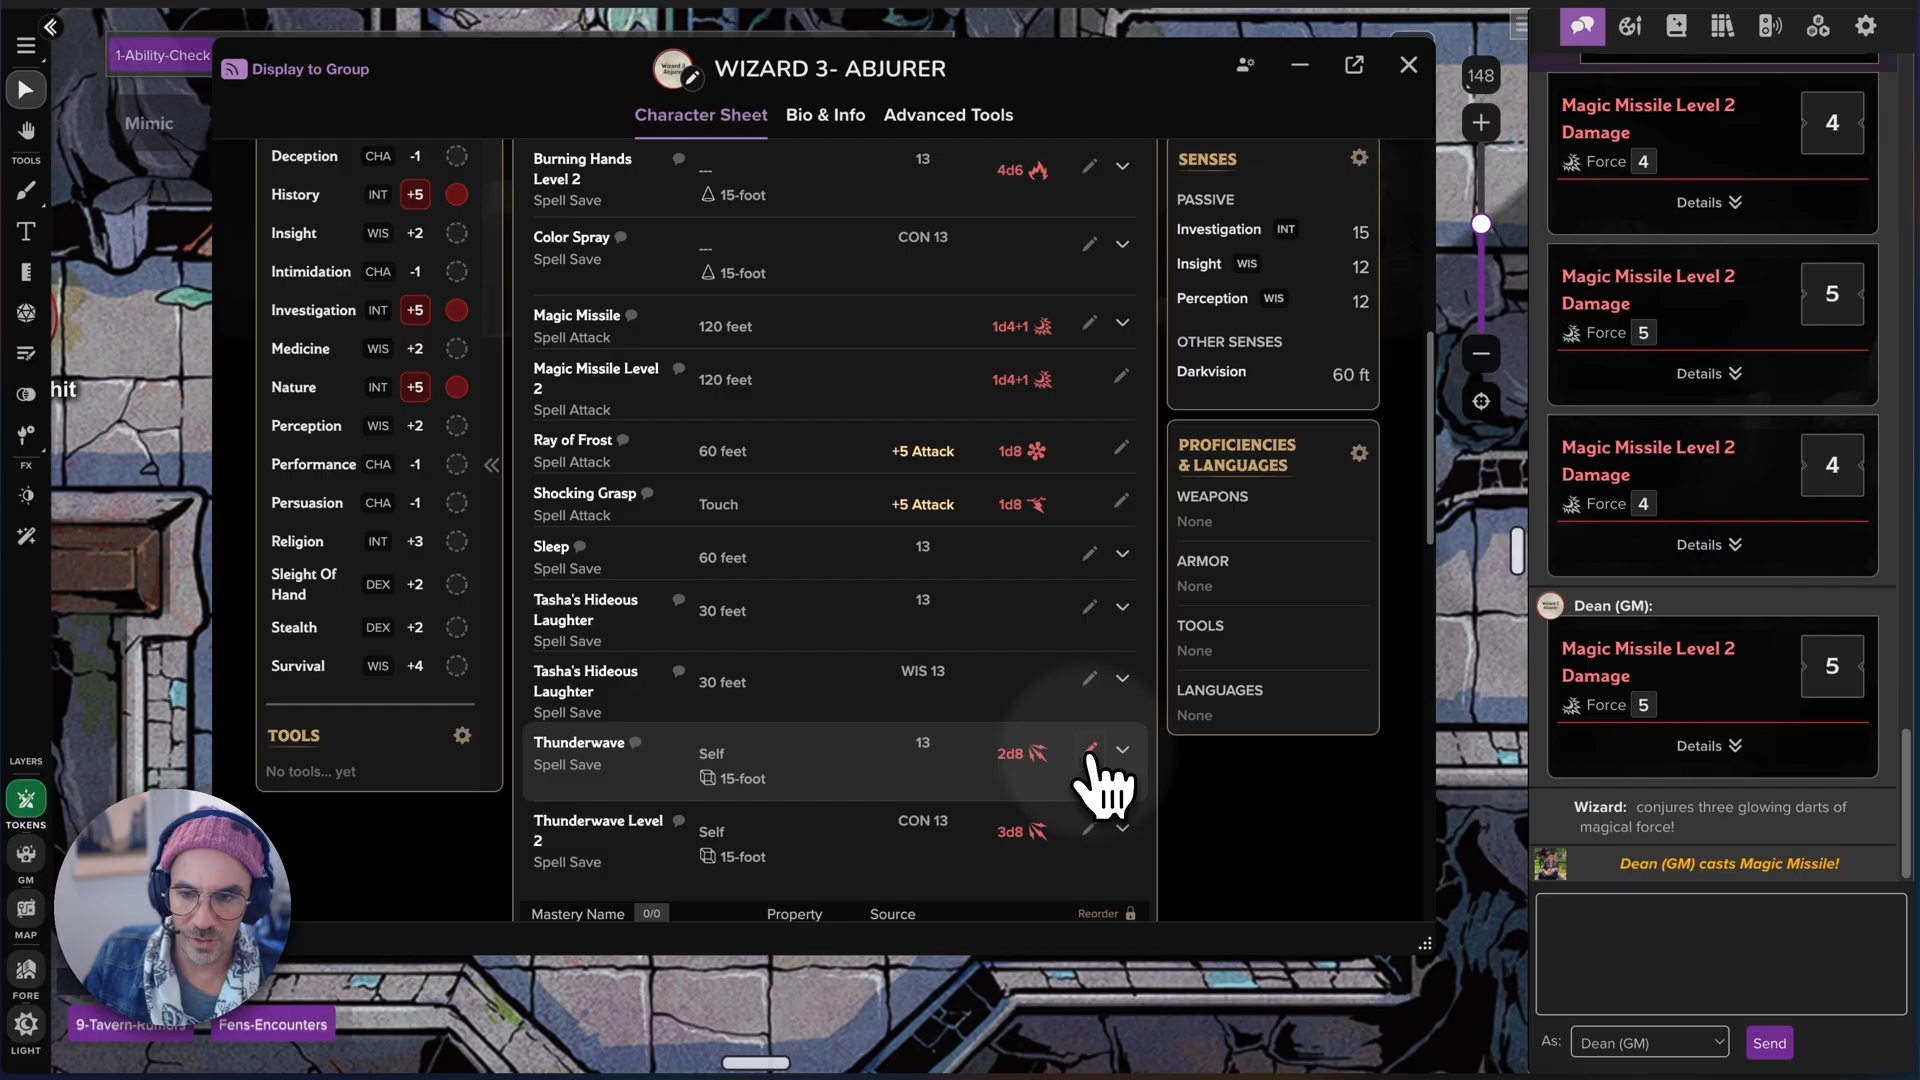 1-Ability-Check
Display to Group
WIZARD 3- ABJURER
Character Sheet
Bio & Info
Advanced Tools
Mimic
hit
TOOLS
FX
LAYERS
TOKENS
GM
MAP
FORE
LIGHT
Deception CHA -1
History INT +5
Insight WIS +2
Intimidation CHA -1
Investigation INT +5
Medicine WIS +2
Nature INT +5
Perception WIS +2
Performance CHA -1
Persuasion CHA -1
Religion INT +3
Sleight Of
Hand DEX +2
Stealth DEX +2
Survival WIS +4
TOOLS
No tools... yet
Burning Hands
Level 2
Spell Save
---
15-foot
13
4d6
Color Spray
Spell Save
---
15-foot
CON 13
Magic Missile
Spell Attack
120 feet
1d4+1
Magic Missile Level
2
Spell Attack
120 feet
1d4+1
Ray of Frost
Spell Attack
60 feet
+5 Attack
1d8
Shocking Grasp
Spell Attack
Touch
+5 Attack
1d8
Sleep
Spell Save
60 feet
13
Tasha's Hideous
Laughter
Spell Save
30 feet
13
Tasha's Hideous
Laughter
Spell Save
30 feet
WIS 13
Thunderwave
Spell Save
Self
15-foot
13
2d8
Thunderwave Level
2
Spell Save
Self
15-foot
CON 13
3d8
Mastery Name 0/0 Property Source Reorder
SENSES
PASSIVE
Investigation INT 15
Insight WIS 12
Perception WIS 12
OTHER SENSES
Darkvision 60 ft
PROFICIENCIES
& LANGUAGES
WEAPONS
None
ARMOR
None
TOOLS
None
LANGUAGES
None
148
Magic Missile Level 2
Damage
4
Force 4
Details
Magic Missile Level 2
Damage
5
Force 5
Details
Magic Missile Level 2
Damage
4
Force 4
Details
Dean (GM):
Magic Missile Level 2
Damage
5
Force 5
Details
Wizard: conjures three glowing darts of
magical force!
Dean (GM) casts Magic Missile!
As: Dean (GM) Send
Fens-Encounters